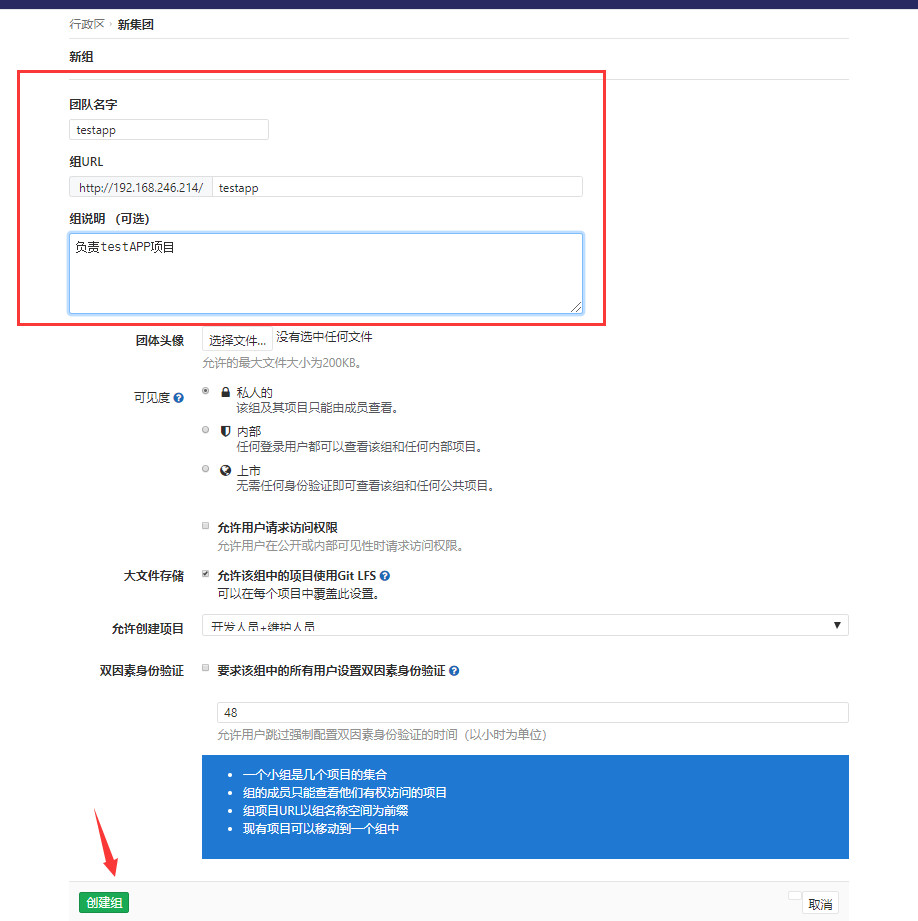 行政区 › 新集团
新组
团队名字
testapp
组URL
http://192.168.246.214/ testapp
组说明 （可选）
负责testAPP项目
团体头像 选择文件... 没有选中任何文件
允许的最大文件大小为200KB。
可见度 私人的
该组及其项目只能由成员查看。
内部
任何登录用户都可以查看该组和任何内部项目。
上市
无需任何身份验证即可查看该组和任何公共项目。
允许用户请求访问权限
允许用户在公开或内部可见性时请求访问权限。
大文件存储 允许该组中的项目使用Git LFS
可以在每个项目中覆盖此设置。
允许创建项目 开发人员+维护人员
双因素身份验证 要求该组中的所有用户设置双因素身份验证
48
允许用户跳过强制配置双因素身份验证的时间（以小时为单位）
一个小组是几个项目的集合
组的成员只能查看他们有权访问的项目
组项目URL以组名称空间为前缀
现有项目可以移动到一个组中
创建组 取消